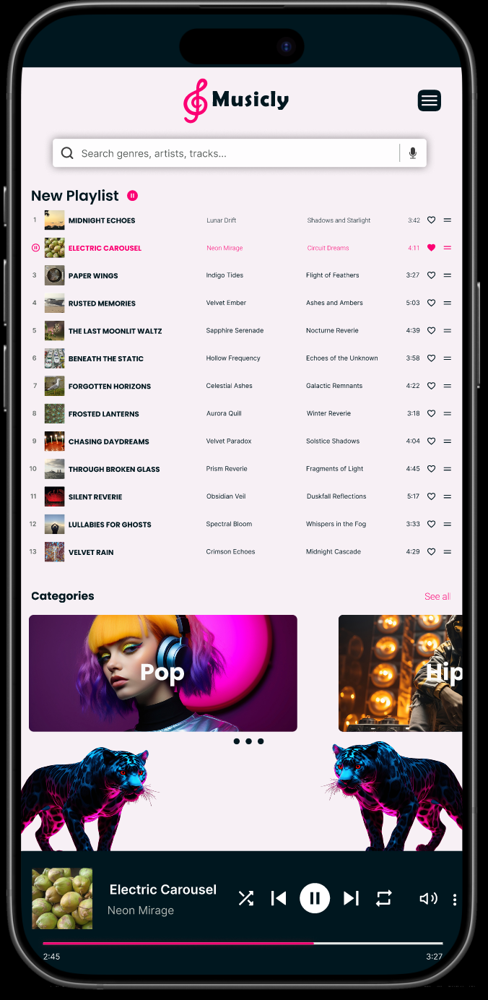 Musicly
Search genres, artists, tracks...
New Playlist
1 MIDNIGHT ECHOES Lunar Drift Shadows and Starlight 3:42
ELECTRIC CAROUSEL Neon Mirage Circuit Dreams 4:11
3 PAPER WINGS Indigo Tides Flight of Feathers 3:27
4 RUSTED MEMORIES Velvet Ember Ashes and Ambers 5:03
5 THE LAST MOONLIT WALTZ Sapphire Serenade Nocturne Reverie 4:39
6 BENEATH THE STATIC Hollow Frequency Echoes of the Unknown 3:58
7 FORGOTTEN HORIZONS Celestial Ashes Galactic Remnants 4:22
8 FROSTED LANTERNS Aurora Quill Winter Reverie 3:18
9 CHASING DAYDREAMS Velvet Paradox Solstice Shadows 4:04
10 THROUGH BROKEN GLASS Prism Reverie Fragments of Light 4:45
11 SILENT REVERIE Obsidian Veil Duskfall Reflections 5:17
12 LULLABIES FOR GHOSTS Spectral Bloom Whispers in the Fog 3:33
13 VELVET RAIN Crimson Echoes Midnight Cascade 4:29
Categories See all
Pop Hip
Electric Carousel
Neon Mirage
2:45 3:27